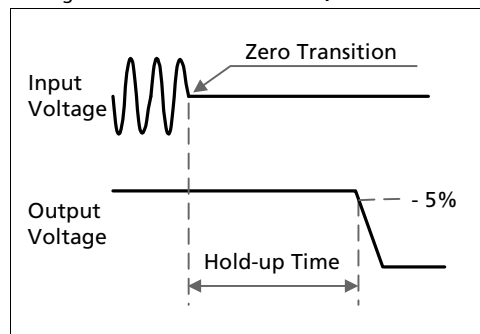 Zero Transition
Input
Voltage
- 5%
Output
Voltage
Hold-up Time